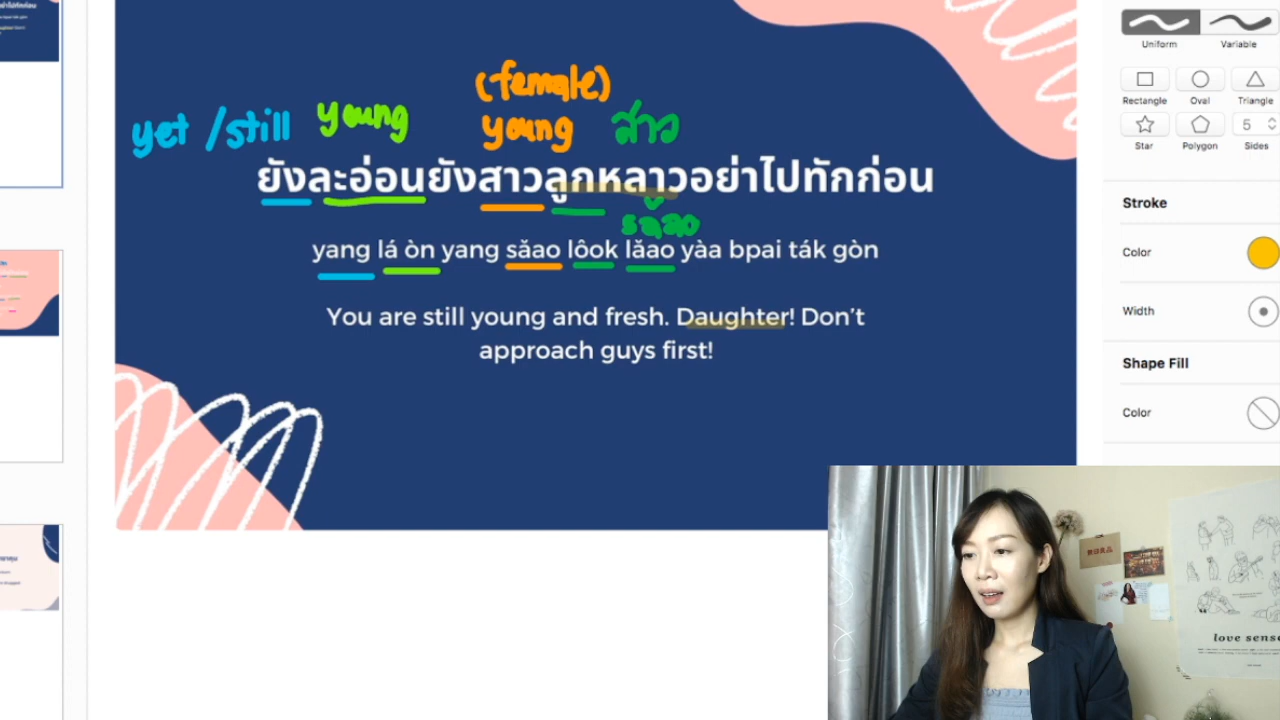 Uniform Variable
Rectangle Oval Triangle
5
Star Polygon Sides
Stroke
Color
Width
Shape Fill
Color
(female)
yet /still young young สาว
ยังละอ่อนยังสาวลูกหลาวอย่าไปทักก่อน
yang lá òn yang săao lôok lăao yàa bpai ták gòn
You are still young and fresh. Daughter! Don't
approach guys first!
love sense